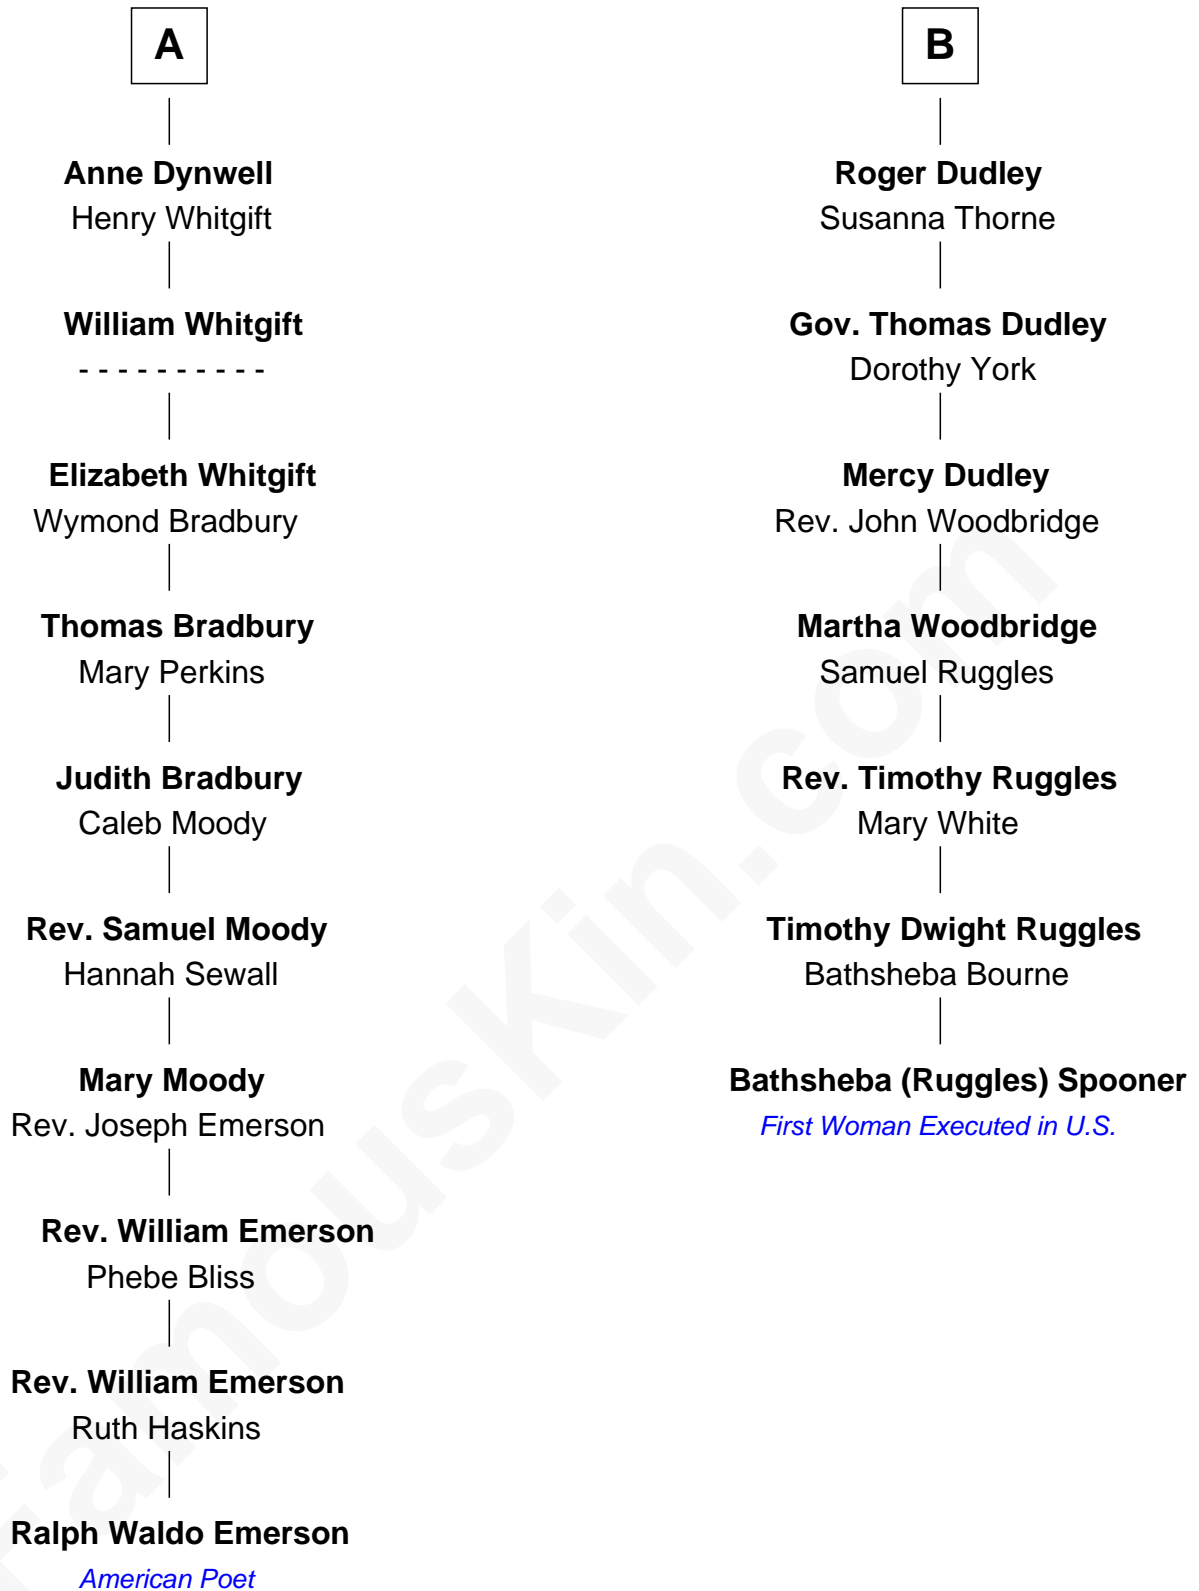 A
Anne Dynwell
Henry Whitgift
William Whitgift
- - - - - - - - - -
Elizabeth Whitgift
Wymond Bradbury
Thomas Bradbury
Mary Perkins
Judith Bradbury
Caleb Moody
Rev. Samuel Moody
Hannah Sewall
Mary Moody
Rev. Joseph Emerson
Rev. William Emerson
Phebe Bliss
Rev. William Emerson
Ruth Haskins
Ralph Waldo Emerson
American Poet
B
Roger Dudley
Susanna Thorne
Gov. Thomas Dudley
Dorothy York
Mercy Dudley
Rev. John Woodbridge
Martha Woodbridge
Samuel Ruggles
Rev. Timothy Ruggles
Mary White
Timothy Dwight Ruggles
Bathsheba Bourne
Bathsheba (Ruggles) Spooner
First Woman Executed in U.S.
FamousKin.com